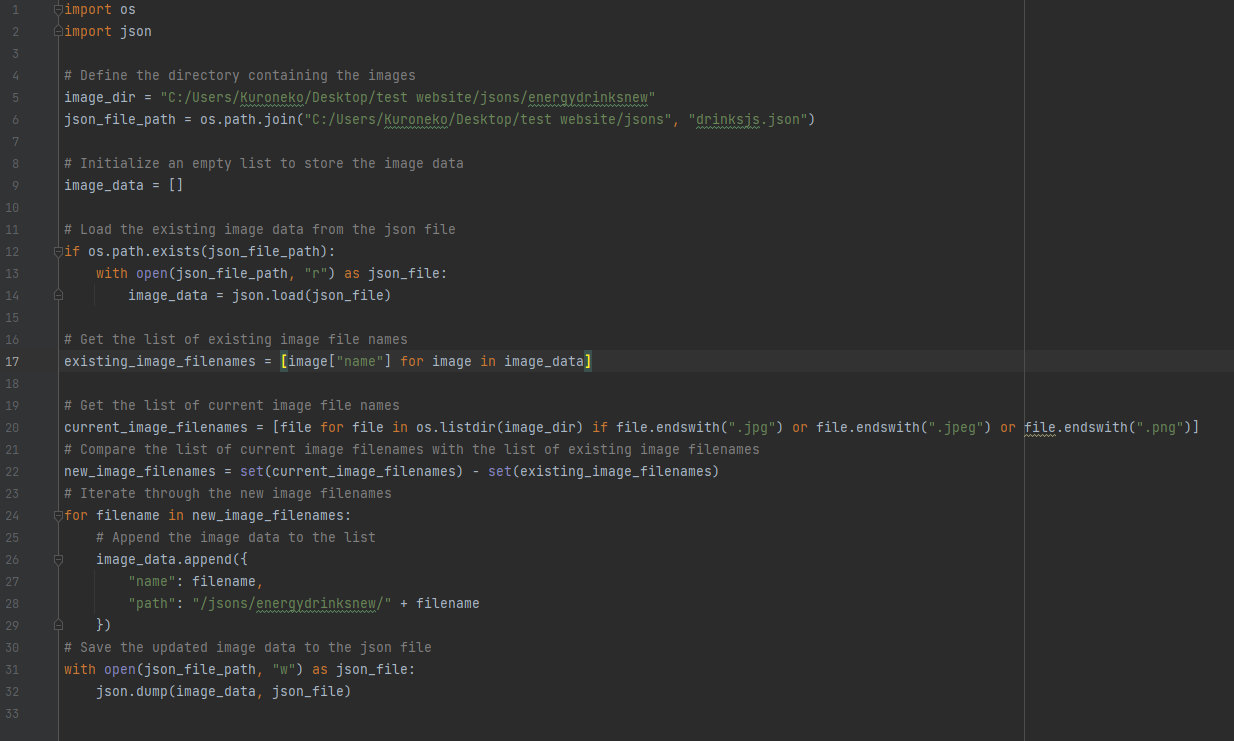 1 import os
2 import json
3
4 # Define the directory containing the images
5 image_dir = "C:/Users/Kuroneko/Desktop/test website/jsons/energydrinksnew"
6 json_file_path = os.path.join("C:/Users/Kuroneko/Desktop/test website/jsons", "drinksjs.json")
7
8 # Initialize an empty list to store the image data
9 image_data = []
10
11 # Load the existing image data from the json file
12 if os.path.exists(json_file_path):
13     with open(json_file_path, "r") as json_file:
14         image_data = json.load(json_file)
15
16 # Get the list of existing image file names
17 existing_image_filenames = [image["name"] for image in image_data]
18
19 # Get the list of current image file names
20 current_image_filenames = [file for file in os.listdir(image_dir) if file.endswith(".jpg") or file.endswith(".jpeg") or file.endswith(".png")]
21 # Compare the list of current image filenames with the list of existing image filenames
22 new_image_filenames = set(current_image_filenames) - set(existing_image_filenames)
23 # Iterate through the new image filenames
24 for filename in new_image_filenames:
25     # Append the image data to the list
26     image_data.append({
27         "name": filename,
28         "path": "/jsons/energydrinksnew/" + filename
29     })
30 # Save the updated image data to the json file
31 with open(json_file_path, "w") as json_file:
32     json.dump(image_data, json_file)
33